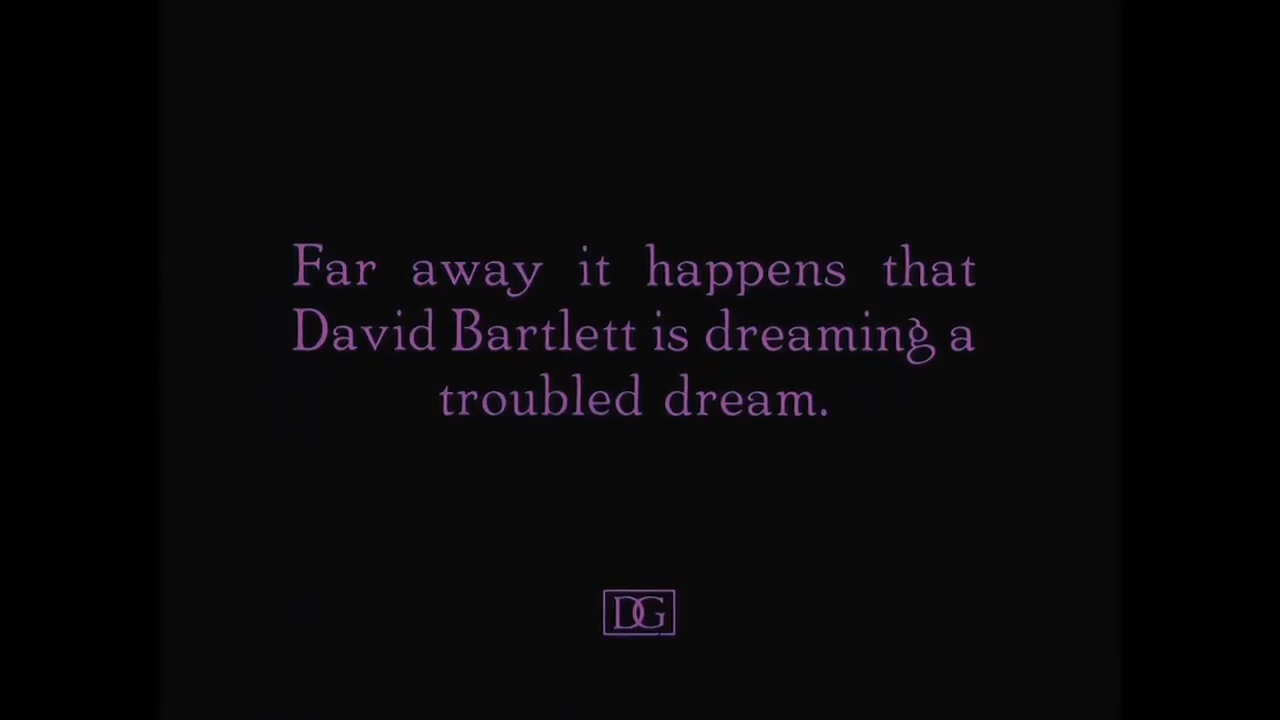 Far away it happens that
David Bartlett is dreaming a
troubled dream.
DG